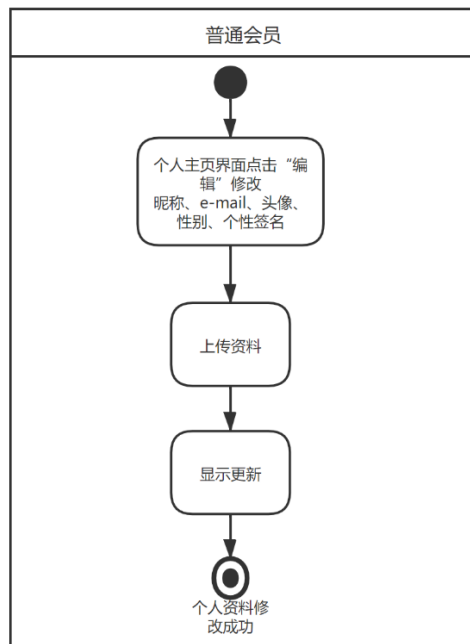 普通会员
个人主页界面点击“编
辑”修改
昵称、e-mail、头像、
性别、个性签名
上传资料
显示更新
个人资料修
改成功